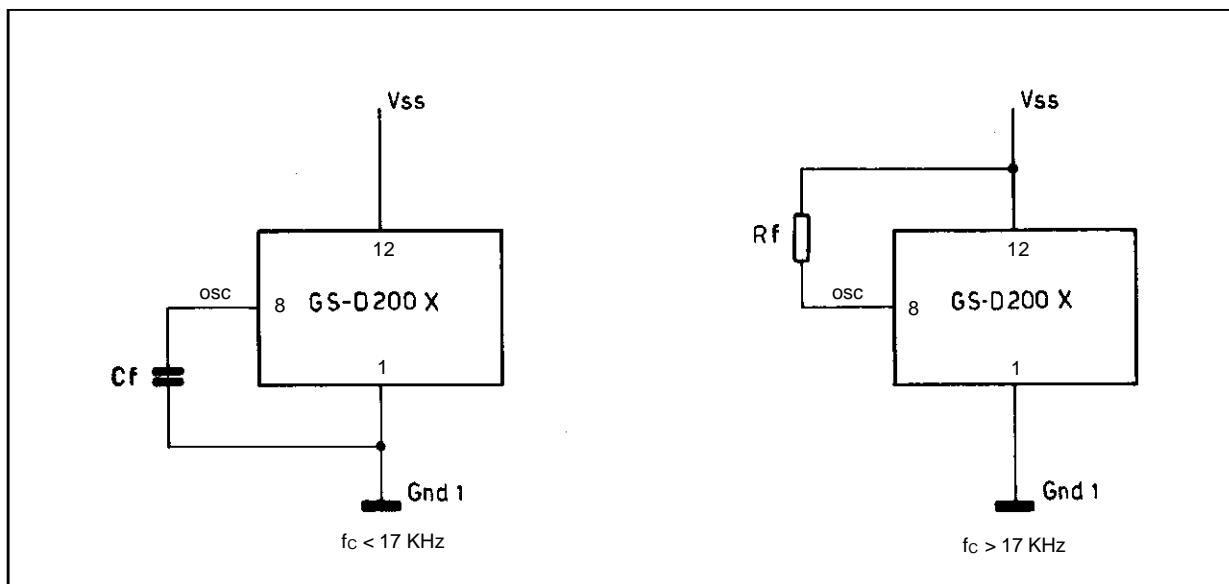 Vss
12
osc
8
GS-D200 X
1
Cf
Gnd 1
fc < 17 KHz
Vss
Rf
12
osc
8
GS-D200 X
1
Gnd 1
fc > 17 KHz